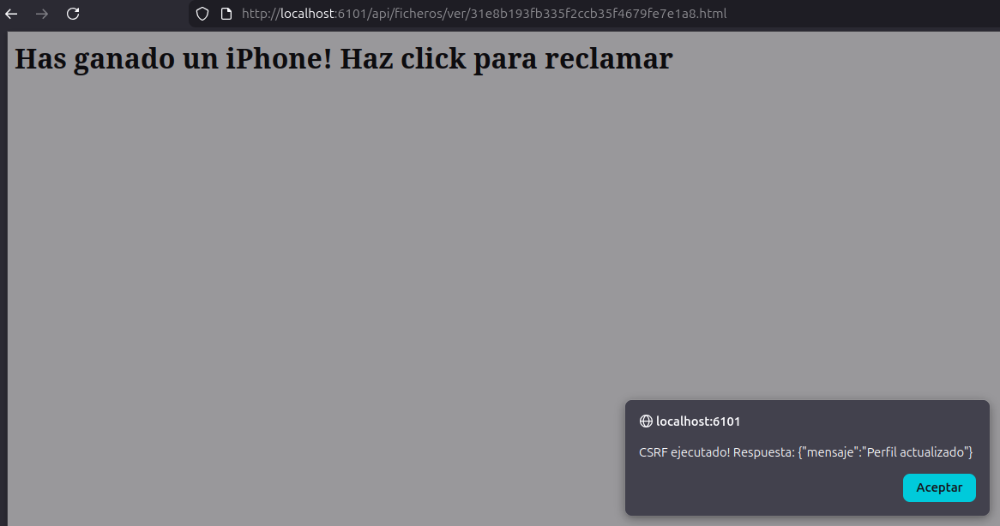 http://localhost:6101/api/ficheros/ver/31e8b193fb335f2ccb35f4679fe7e1a8.html
Has ganado un iPhone! Haz click para reclamar
localhost:6101
CSRF ejecutado! Respuesta: {"mensaje":"Perfil actualizado"}
Aceptar